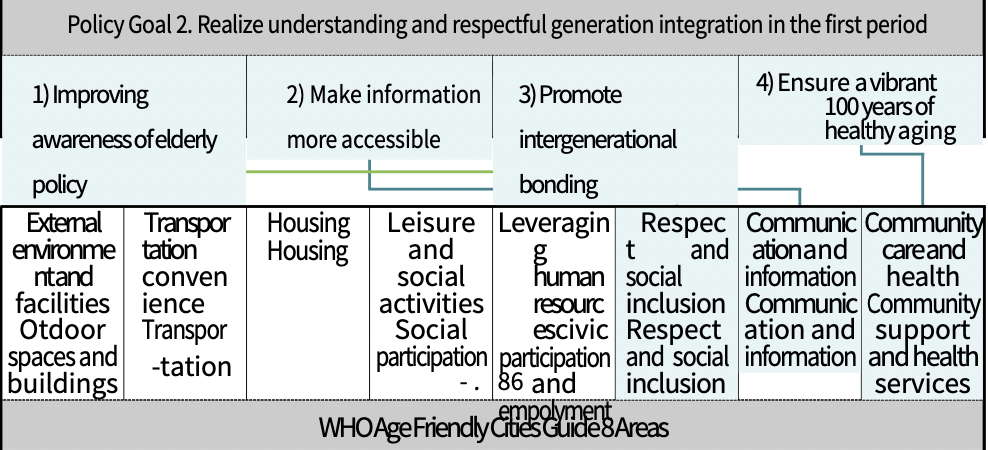 Policy Goal 2. Realize understanding and respectful generation integration in the first period
1) Improving
awareness of elderly
policy
2) Make information
more accessible
3) Promote
intergenerational
bonding
4) Ensure a vibrant
100 years of
healthy aging
External
environme
nt and
facilities
Otdoor
spaces and
buildings
Transpor
tation
conven
ience
Transpor
-tation
Housing
Housing
Leisure
and
social
activities
Social
participation
Leveragin
g
human
resourc
es civic
participation
and
empolyment
- .
86
Respec
t and
social
inclusion
Respect
and social
inclusion
Communic
ation and
information
Communic
ation and
information
Community
care and
health
Community
support
and health
services
WHO Age Friendly Cities Guide 8 Areas